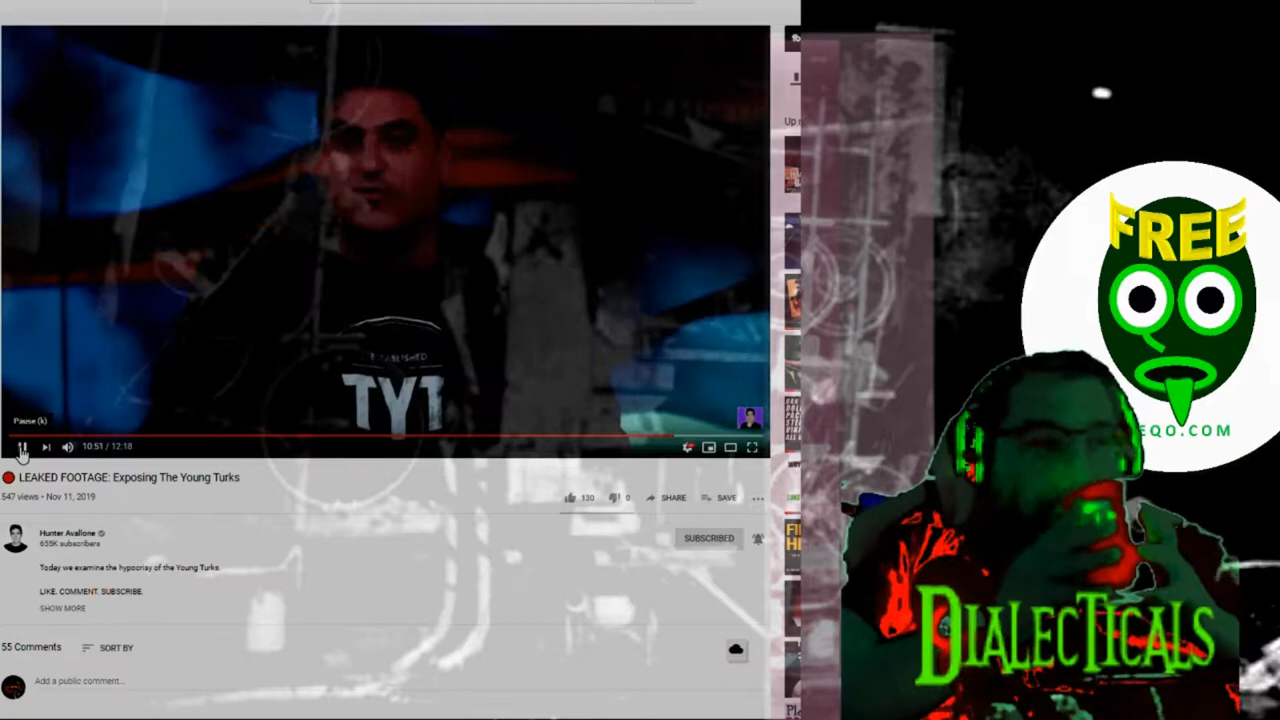 ESTABLISHED
TYT
Pause (k)
10:51 / 12:18
LEAKED FOOTAGE: Exposing The Young Turks
547 views • Nov 11, 2019
130
0
SHARE
SAVE
Hunter Avallone
655K subscribers
SUBSCRIBED
Today we examine the hypocrisy of the Young Turks.
LIKE. COMMENT. SUBSCRIBE.
SHOW MORE
55 Comments
SORT BY
Add a public comment...
Up
FREE
EQO.COM
DIALECTICALS